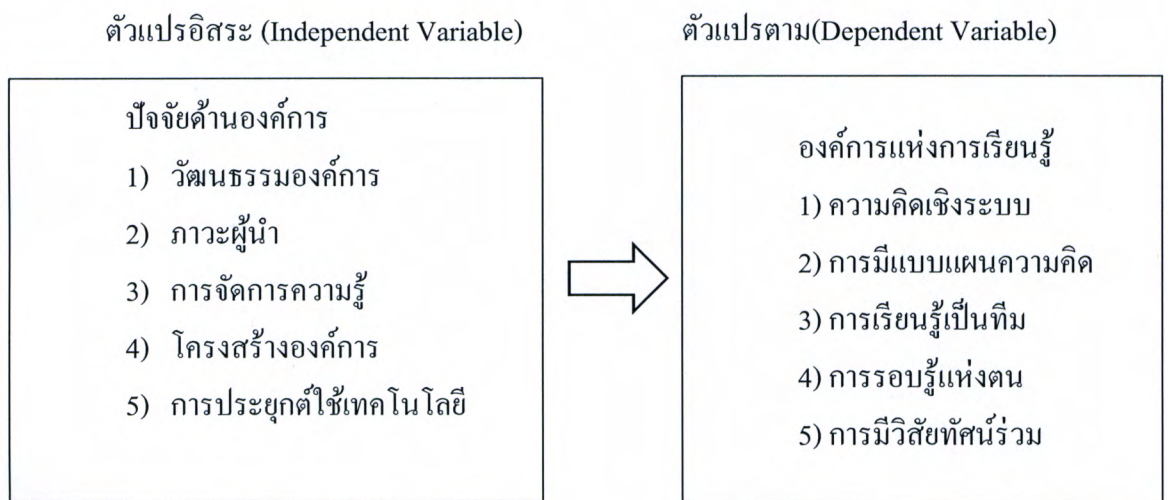 ตัวแปรอิสระ (Independent Variable)
ปัจจัยด้านองค์การ
1) วัฒนธรรมองค์การ
2) ภาวะผู้นำ
3) การจัดการความรู้
4) โครงสร้างองค์การ
5) การประยุกต์ใช้เทคโนโลยี
ตัวแปรตาม(Dependent Variable)
องค์การแห่งการเรียนรู้
1) ความคิดเชิงระบบ
2) การมีแบบแผนความคิด
3) การเรียนรู้เป็นทีม
4) การรอบรู้แห่งตน
5) การมีวิสัยทัศน์ร่วม